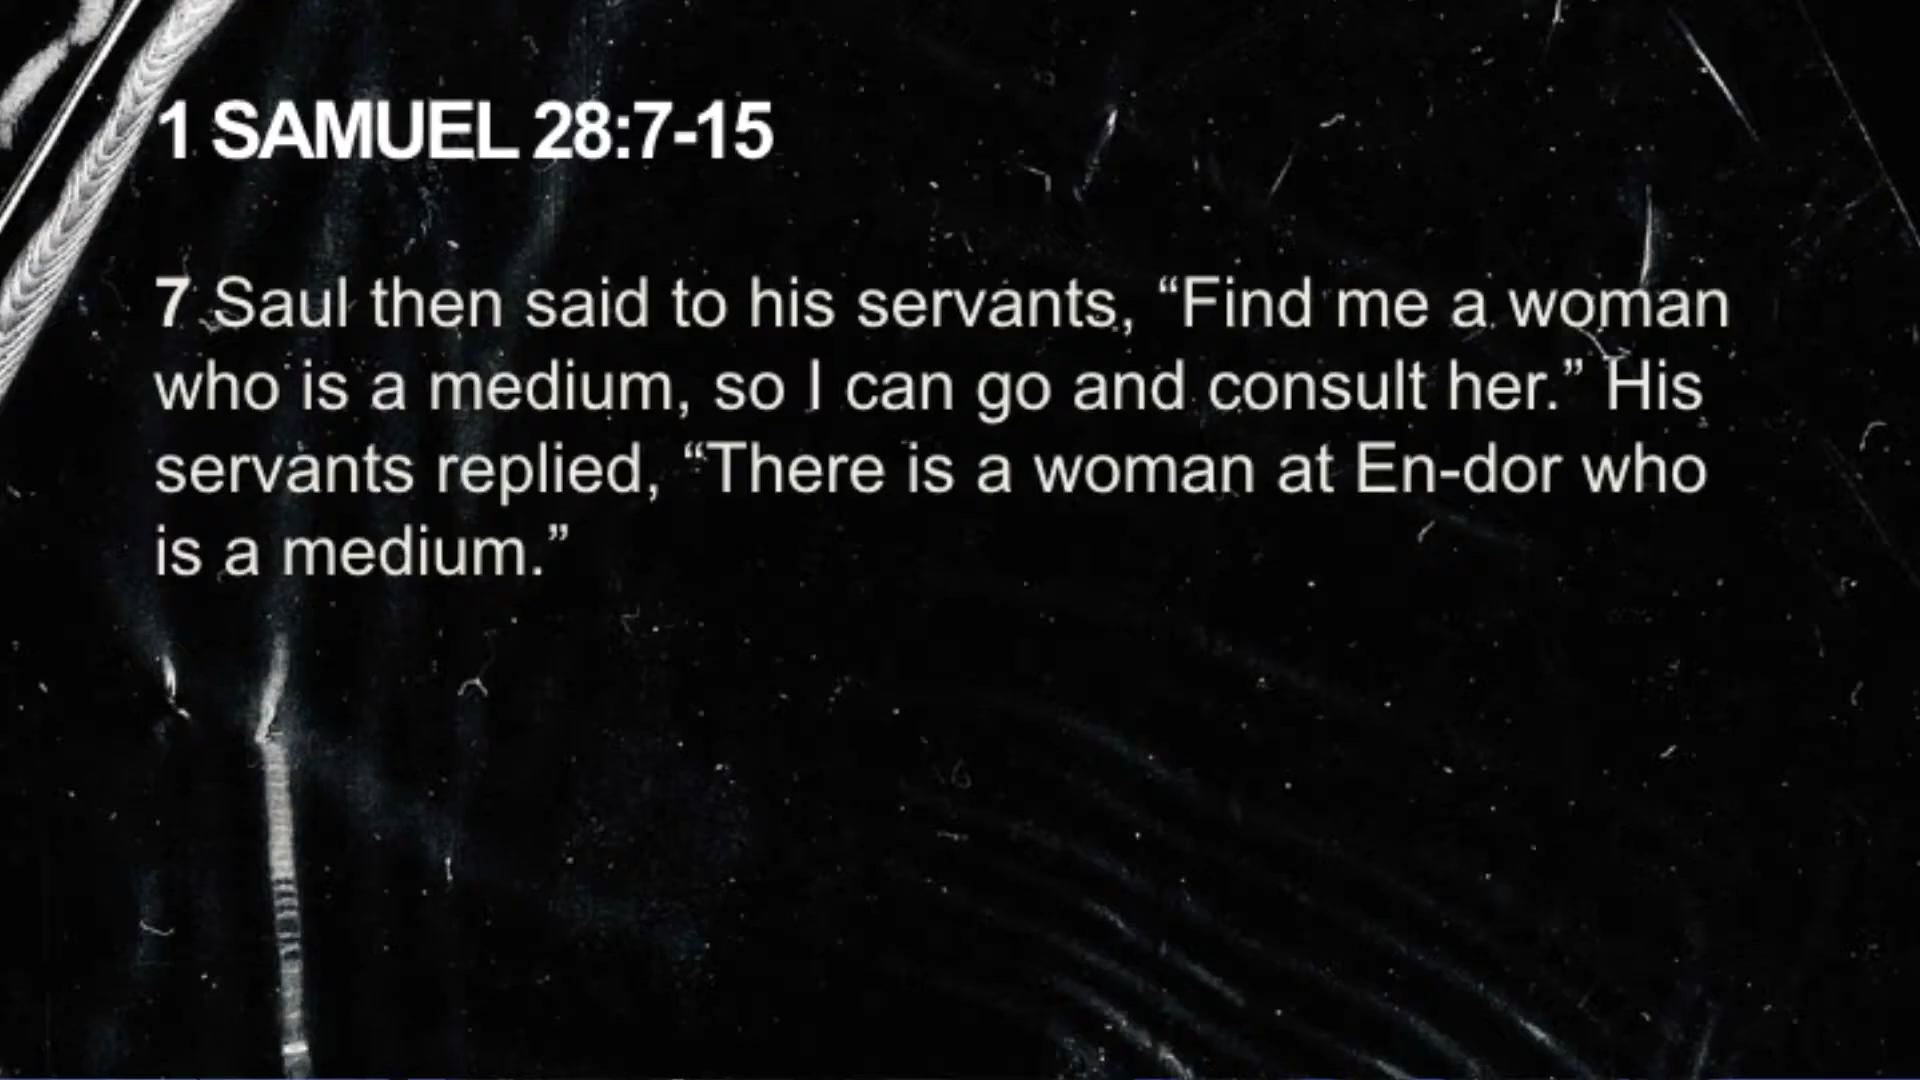 1 SAMUEL 28:7-15
7 Saul then said to his servants, “Find me a woman
who is a medium, so I can go and consult her.” His
servants replied, “There is a woman at En-dor who
is a medium.”